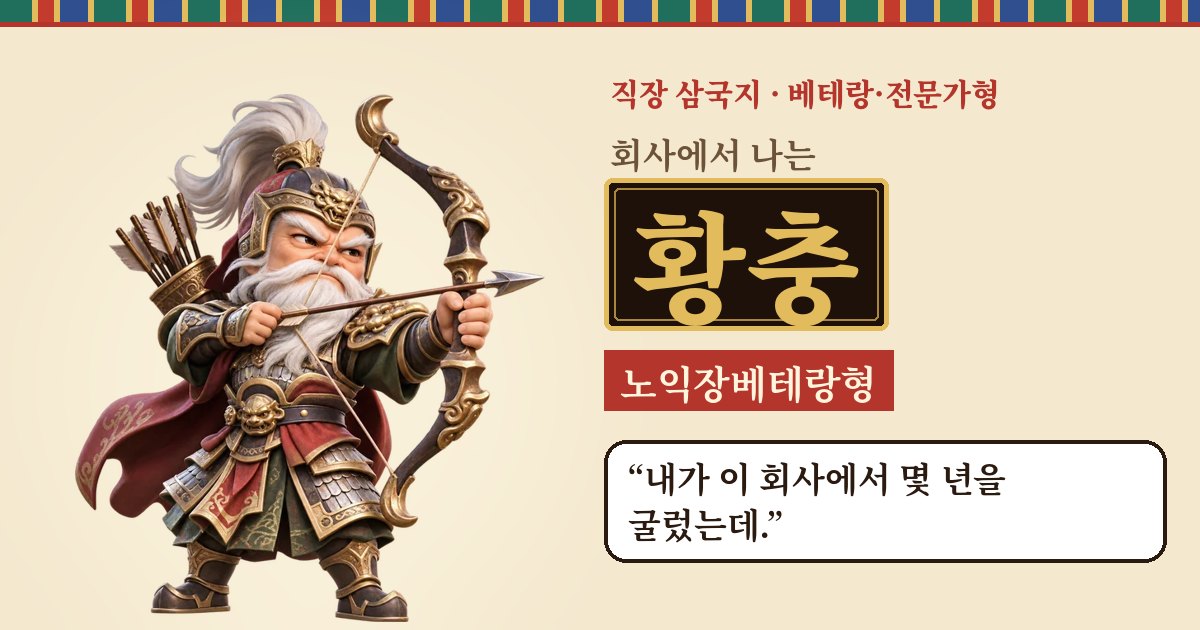 직장 삼국지 · 베테랑·전문가형
회사에서 나는
황충
노익장베테랑형
“내가 이 회사에서 몇 년을
굴렀는데.”